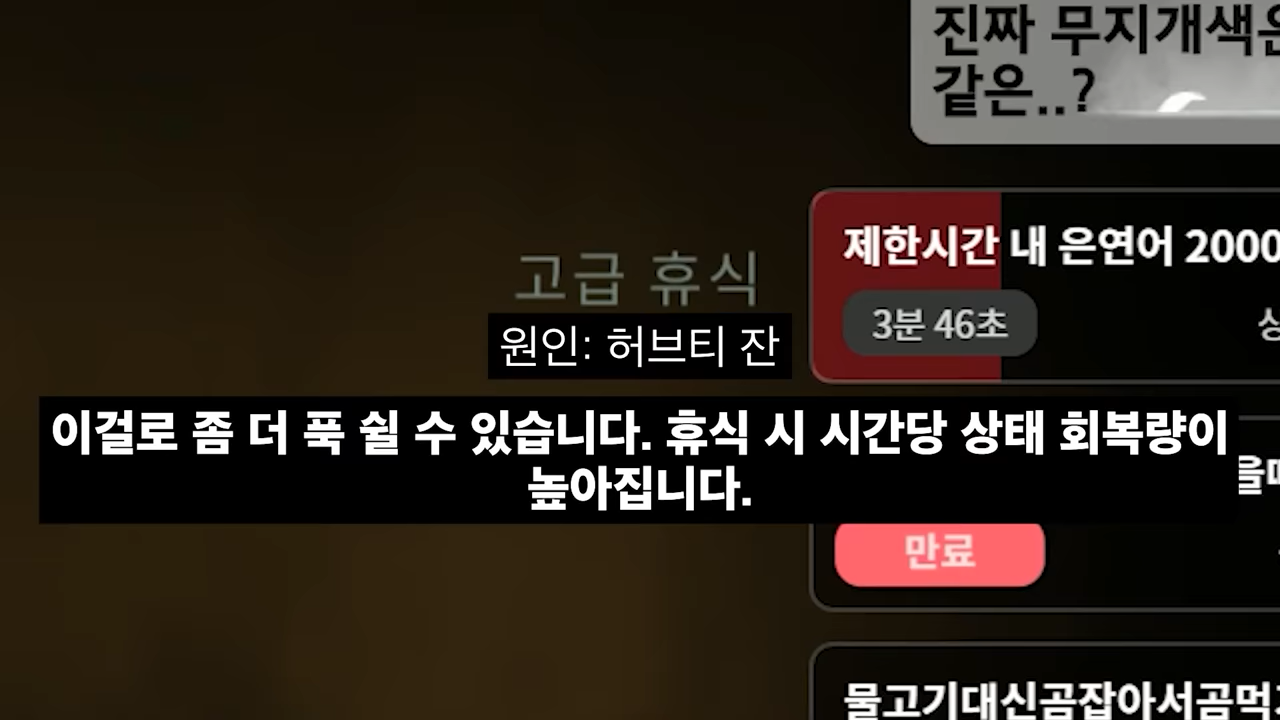 진짜 무지개색은
같은..?
고급 휴식
원인: 허브티 잔
제한시간 내 은연어 2000
3분 46초
이걸로 좀 더 푹 쉴 수 있습니다. 휴식 시 시간당 상태 회복량이
높아집니다.
만료
물고기대신곰잡아서곰먹